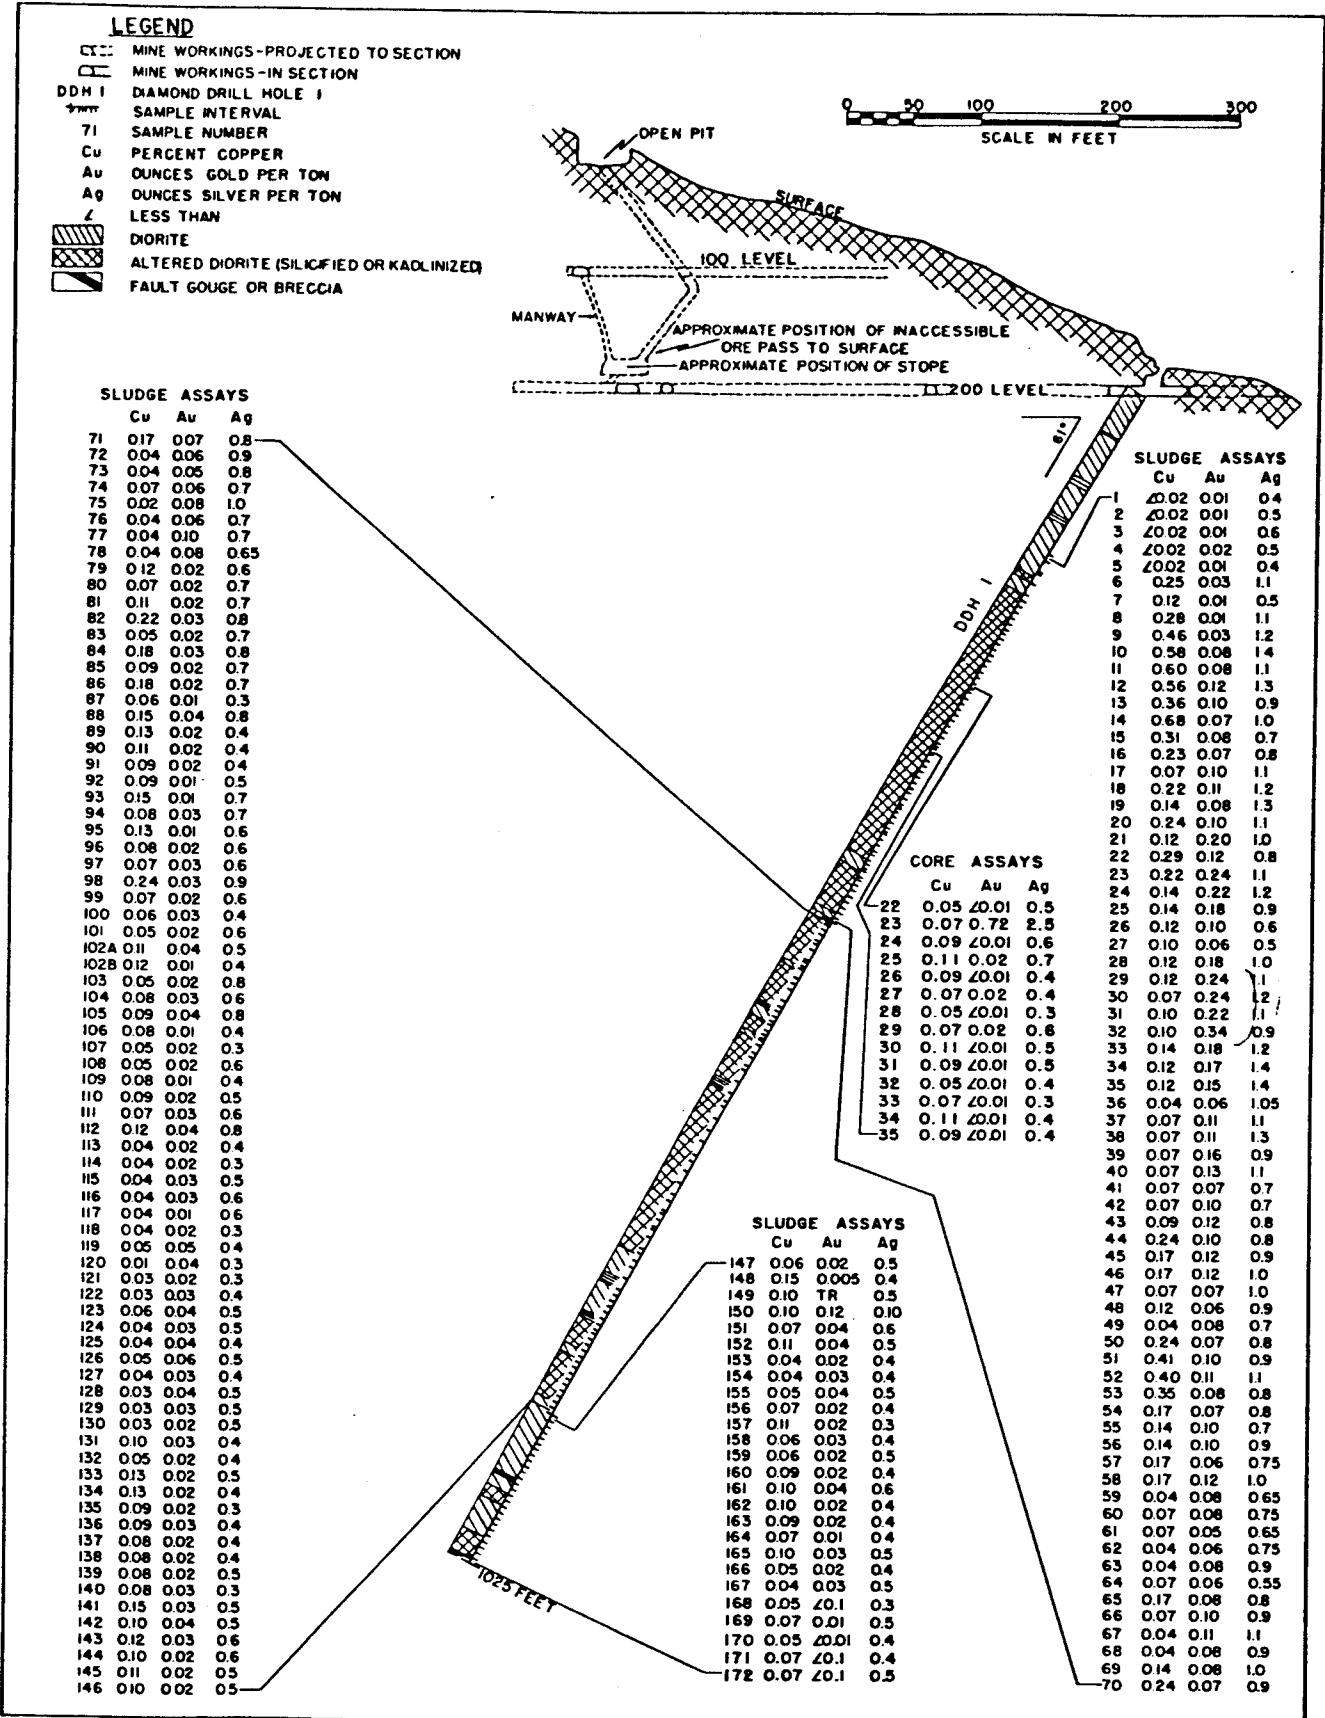 LEGEND
MINE WORKINGS-PROJECTED TO SECTION
MINE WORKINGS-IN SECTION
DDH 1 DIAMOND DRILL HOLE 1
SAMPLE INTERVAL
71 SAMPLE NUMBER
Cu PERCENT COPPER
Au OUNCES GOLD PER TON
Ag OUNCES SILVER PER TON
∠ LESS THAN
DIORITE
ALTERED DIORITE (SILICIFIED OR KAOLINIZED)
FAULT GOUGE OR BRECCIA
0 50 100 200 300
SCALE IN FEET
OPEN PIT
SURFACE
100 LEVEL
MANWAY
APPROXIMATE POSITION OF INACCESSIBLE
ORE PASS TO SURFACE
APPROXIMATE POSITION OF STOPE
200 LEVEL
61°
DDH 1
1025 FEET
SLUDGE ASSAYS
Cu Au Ag
71 0.17 0.07 0.8
72 0.04 0.06 0.9
73 0.04 0.05 0.8
74 0.07 0.06 0.7
75 0.02 0.08 1.0
76 0.04 0.06 0.7
77 0.04 0.10 0.7
78 0.04 0.08 0.65
79 0.12 0.02 0.6
80 0.07 0.02 0.7
81 0.11 0.02 0.7
82 0.22 0.03 0.8
83 0.05 0.02 0.7
84 0.18 0.03 0.8
85 0.09 0.02 0.7
86 0.18 0.02 0.7
87 0.06 0.01 0.3
88 0.15 0.04 0.8
89 0.13 0.02 0.4
90 0.11 0.02 0.4
91 0.09 0.02 0.4
92 0.09 0.01 0.5
93 0.15 0.01 0.7
94 0.08 0.03 0.7
95 0.13 0.01 0.6
96 0.08 0.02 0.6
97 0.07 0.03 0.6
98 0.24 0.03 0.9
99 0.07 0.02 0.6
100 0.06 0.03 0.4
101 0.05 0.02 0.6
102A 0.11 0.04 0.5
102B 0.12 0.01 0.4
103 0.05 0.02 0.8
104 0.08 0.03 0.6
105 0.09 0.04 0.8
106 0.08 0.01 0.4
107 0.05 0.02 0.3
108 0.05 0.02 0.6
109 0.08 0.01 0.4
110 0.09 0.02 0.5
111 0.07 0.03 0.6
112 0.12 0.04 0.8
113 0.04 0.02 0.4
114 0.04 0.02 0.3
115 0.04 0.03 0.5
116 0.04 0.03 0.6
117 0.04 0.01 0.6
118 0.04 0.02 0.3
119 0.05 0.05 0.4
120 0.01 0.04 0.3
121 0.03 0.02 0.3
122 0.03 0.03 0.4
123 0.06 0.04 0.5
124 0.04 0.03 0.5
125 0.04 0.04 0.4
126 0.05 0.06 0.5
127 0.04 0.03 0.4
128 0.03 0.04 0.5
129 0.03 0.03 0.5
130 0.03 0.02 0.5
131 0.10 0.03 0.4
132 0.05 0.02 0.4
133 0.13 0.02 0.5
134 0.13 0.02 0.4
135 0.09 0.02 0.3
136 0.09 0.03 0.4
137 0.08 0.02 0.4
138 0.08 0.02 0.4
139 0.08 0.02 0.5
140 0.08 0.03 0.3
141 0.15 0.03 0.5
142 0.10 0.04 0.5
143 0.12 0.03 0.6
144 0.10 0.02 0.6
145 0.11 0.02 0.5
146 0.10 0.02 0.5
CORE ASSAYS
Cu Au Ag
22 0.05 ∠0.01 0.5
23 0.07 0.72 2.5
24 0.09 ∠0.01 0.6
25 0.11 0.02 0.7
26 0.09 ∠0.01 0.4
27 0.07 0.02 0.4
28 0.05 ∠0.01 0.3
29 0.07 0.02 0.6
30 0.11 ∠0.01 0.5
31 0.09 ∠0.01 0.5
32 0.05 ∠0.01 0.4
33 0.07 ∠0.01 0.3
34 0.11 ∠0.01 0.4
35 0.09 ∠0.01 0.4
SLUDGE ASSAYS
Cu Au Ag
147 0.06 0.02 0.5
148 0.15 0.005 0.4
149 0.10 TR 0.5
150 0.10 0.12 0.10
151 0.07 0.04 0.6
152 0.11 0.04 0.5
153 0.04 0.02 0.4
154 0.04 0.03 0.4
155 0.05 0.04 0.5
156 0.07 0.02 0.4
157 0.11 0.02 0.3
158 0.06 0.03 0.4
159 0.06 0.02 0.5
160 0.09 0.02 0.4
161 0.10 0.04 0.6
162 0.10 0.02 0.4
163 0.09 0.02 0.4
164 0.07 0.01 0.4
165 0.10 0.03 0.5
166 0.05 0.02 0.4
167 0.04 0.03 0.5
168 0.05 ∠0.1 0.3
169 0.07 0.01 0.5
170 0.05 ∠0.01 0.4
171 0.07 ∠0.1 0.4
172 0.07 ∠0.1 0.5
SLUDGE ASSAYS
Cu Au Ag
1 ∠0.02 0.01 0.4
2 ∠0.02 0.01 0.5
3 ∠0.02 0.01 0.6
4 ∠0.02 0.02 0.5
5 ∠0.02 0.01 0.4
6 0.25 0.03 1.1
7 0.12 0.01 0.5
8 0.28 0.01 1.1
9 0.46 0.03 1.2
10 0.58 0.08 1.4
11 0.60 0.08 1.1
12 0.56 0.12 1.3
13 0.36 0.10 0.9
14 0.68 0.07 1.0
15 0.31 0.08 0.7
16 0.23 0.07 0.8
17 0.07 0.10 1.1
18 0.22 0.11 1.2
19 0.14 0.08 1.3
20 0.24 0.10 1.1
21 0.12 0.20 1.0
22 0.29 0.12 0.8
23 0.22 0.24 1.1
24 0.14 0.22 1.2
25 0.14 0.18 0.9
26 0.12 0.10 0.6
27 0.10 0.06 0.5
28 0.12 0.18 1.0
29 0.12 0.24 1.1
30 0.07 0.24 1.2
31 0.10 0.22 1.1
32 0.10 0.34 0.9
33 0.14 0.18 1.2
34 0.12 0.17 1.4
35 0.12 0.15 1.4
36 0.04 0.06 1.05
37 0.07 0.11 1.1
38 0.07 0.11 1.3
39 0.07 0.16 0.9
40 0.07 0.13 1.1
41 0.07 0.07 0.7
42 0.07 0.10 0.7
43 0.09 0.12 0.8
44 0.24 0.10 0.8
45 0.17 0.12 0.9
46 0.17 0.12 1.0
47 0.07 0.07 1.0
48 0.12 0.06 0.9
49 0.04 0.08 0.7
50 0.24 0.07 0.8
51 0.41 0.10 0.9
52 0.40 0.11 1.1
53 0.35 0.08 0.8
54 0.17 0.07 0.8
55 0.14 0.10 0.7
56 0.14 0.10 0.9
57 0.17 0.06 0.75
58 0.17 0.12 1.0
59 0.04 0.08 0.65
60 0.07 0.08 0.75
61 0.07 0.05 0.65
62 0.04 0.06 0.75
63 0.04 0.08 0.9
64 0.07 0.06 0.55
65 0.17 0.08 0.8
66 0.07 0.10 0.9
67 0.04 0.11 1.1
68 0.04 0.08 0.9
69 0.14 0.08 1.0
70 0.24 0.07 0.9